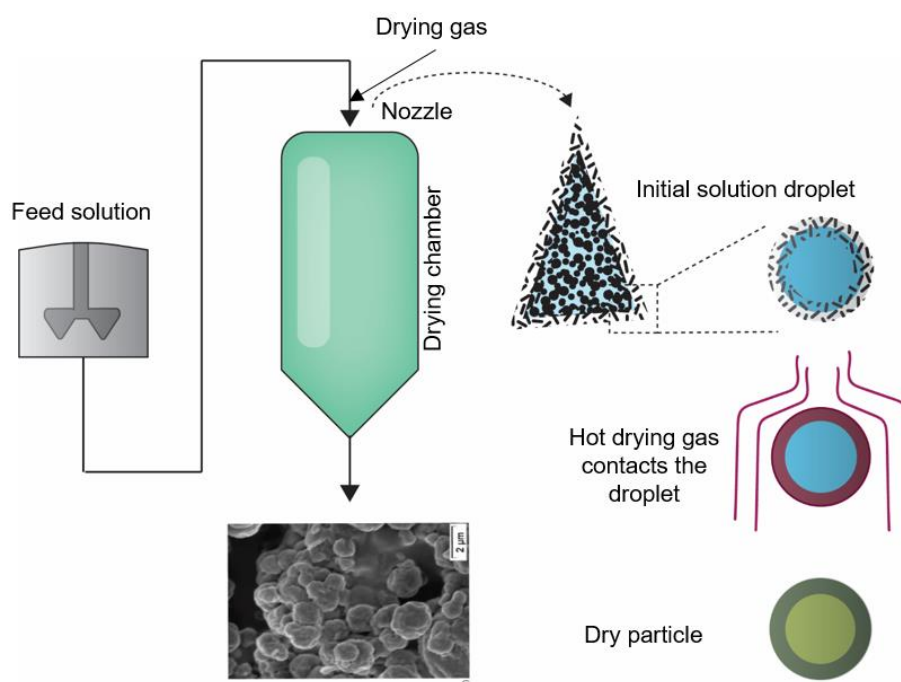 Drying gas
Nozzle
Feed solution
Drying chamber
Initial solution droplet
Hot drying gas
contacts the
droplet
2 µm
Dry particle